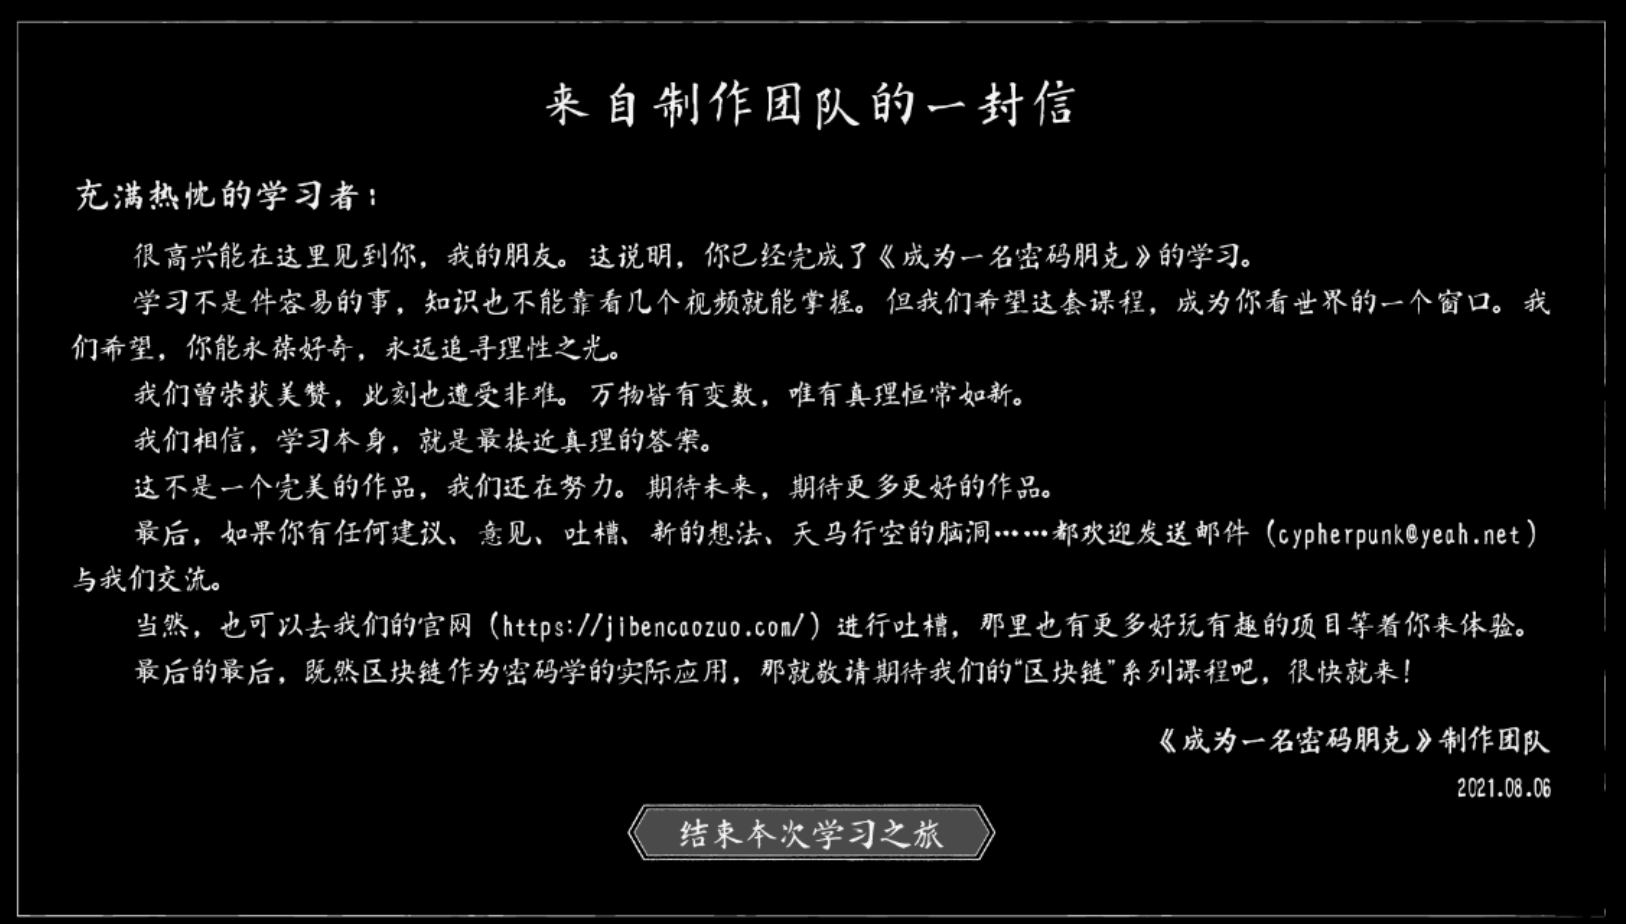 来自制作团队的一封信
充满热忱的学习者：
很高兴能在这里见到你，我的朋友。这说明，你已经完成了《成为一名密码朋克》的学习。
学习不是件容易的事，知识也不能靠看几个视频就能掌握。但我们希望这套课程，成为你看世界的一个窗口。我
们希望，你能永葆好奇，永远追寻理性之光。
我们曾荣获美赞，此刻也遭受非难。万物皆有变数，唯有真理恒常如新。
我们相信，学习本身，就是最接近真理的答案。
这不是一个完美的作品，我们还在努力。期待未来，期待更多更好的作品。
最后，如果你有任何建议、意见、吐槽、新的想法、天马行空的脑洞……都欢迎发送邮件（cypherpunk@yeah.net）
与我们交流。
当然，也可以去我们的官网（https://jibencaozuo.com/）进行吐槽，那里也有更多好玩有趣的项目等着你来体验。
最后的最后，既然区块链作为密码学的实际应用，那就敬请期待我们的“区块链”系列课程吧，很快就来！
《成为一名密码朋克》制作团队
2021.08.06
结束本次学习之旅